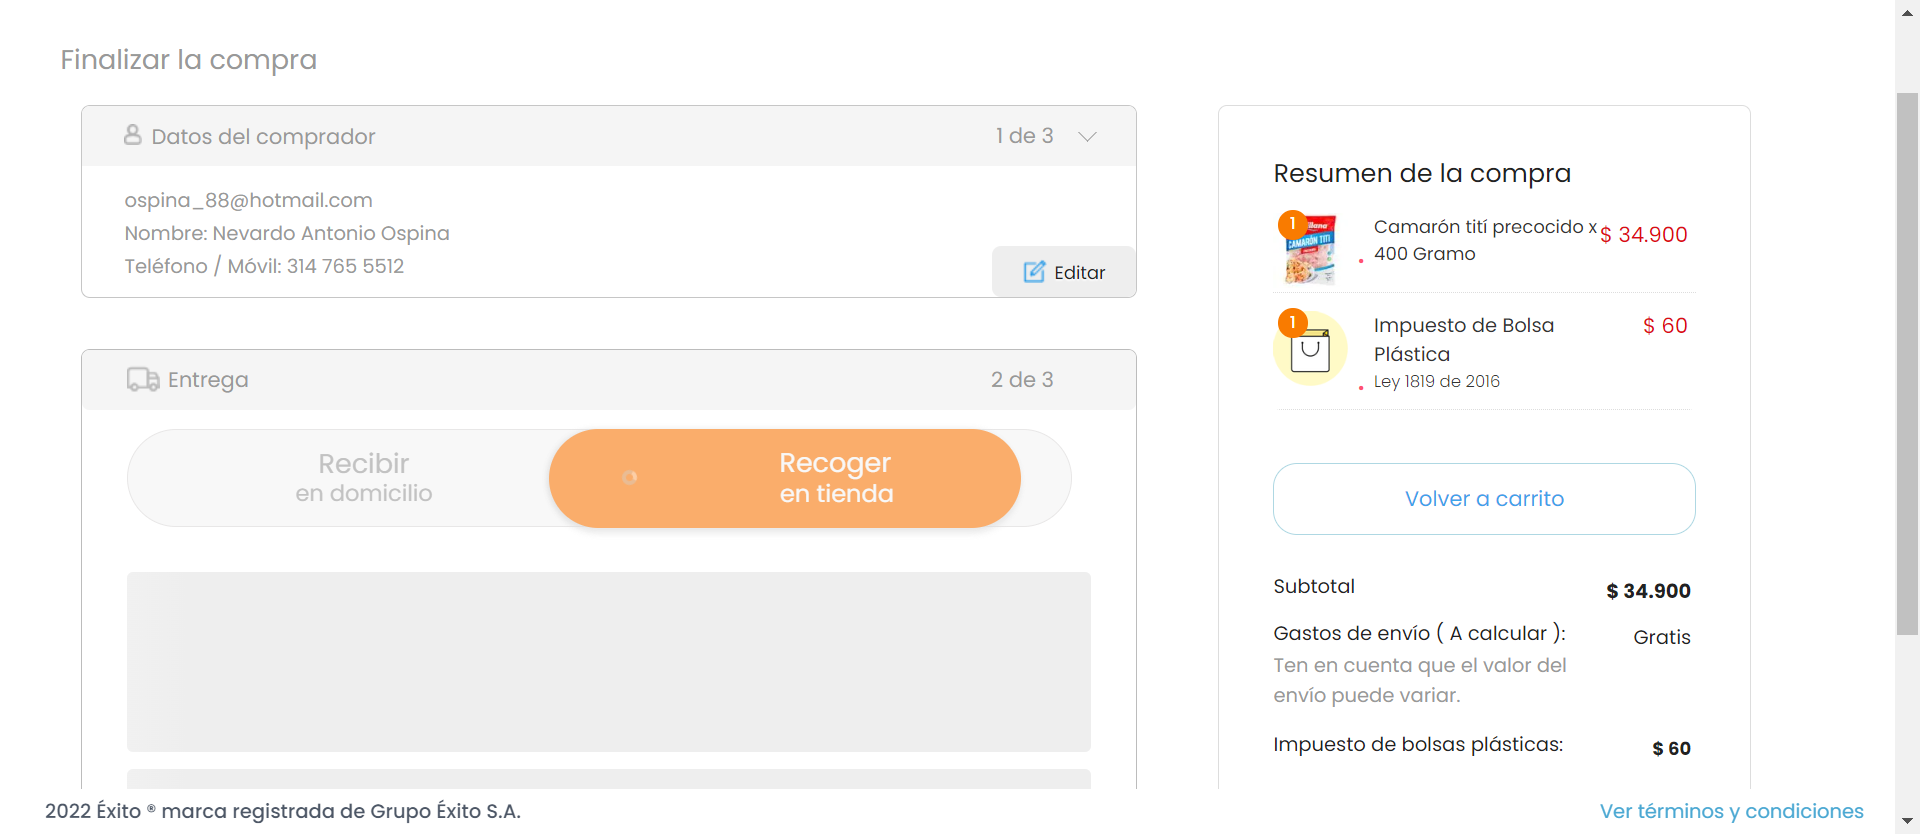 Finalizar la compra
Datos del comprador
1 de 3
ospina_88@hotmail.com
Nombre: Nevardo Antonio Ospina
Teléfono / Móvil: 314 765 5512
Editar
Entrega
2 de 3
Recibir
en domicilio
Recoger
en tienda
Resumen de la compra
1
CAMARÓN TITÍ
Camarón tití precocido x
400 Gramo
$ 34.900
1
Impuesto de Bolsa
Plástica
Ley 1819 de 2016
$ 60
Volver a carrito
Subtotal
$ 34.900
Gastos de envío ( A calcular ):
Gratis
Ten en cuenta que el valor del
envío puede variar.
Impuesto de bolsas plásticas:
$ 60
2022 Éxito ® marca registrada de Grupo Éxito S.A.
Ver términos y condiciones